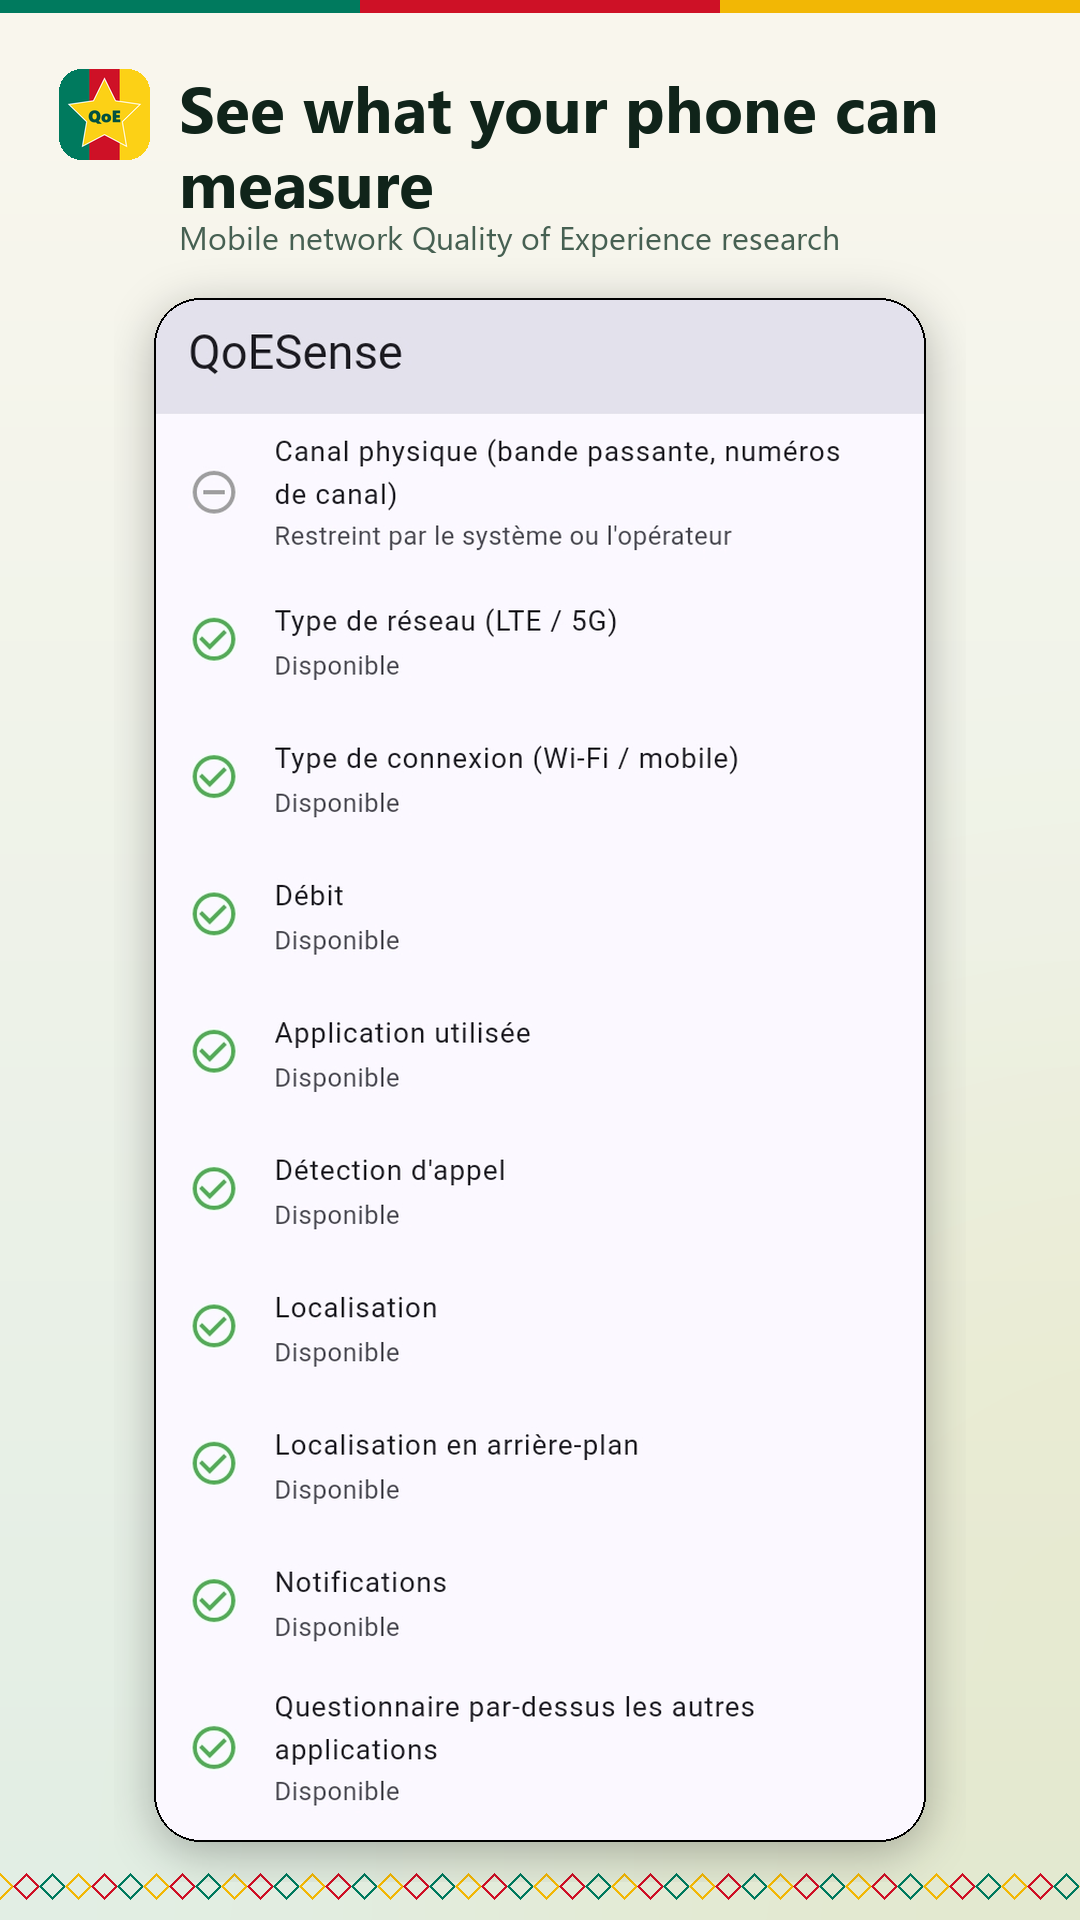 QoE
See what your phone can
measure
Mobile network Quality of Experience research
QoESense
Canal physique (bande passante, numéros
de canal)
Restreint par le système ou l'opérateur
Type de réseau (LTE / 5G)
Disponible
Type de connexion (Wi-Fi / mobile)
Disponible
Débit
Disponible
Application utilisée
Disponible
Détection d'appel
Disponible
Localisation
Disponible
Localisation en arrière-plan
Disponible
Notifications
Disponible
Questionnaire par-dessus les autres
applications
Disponible